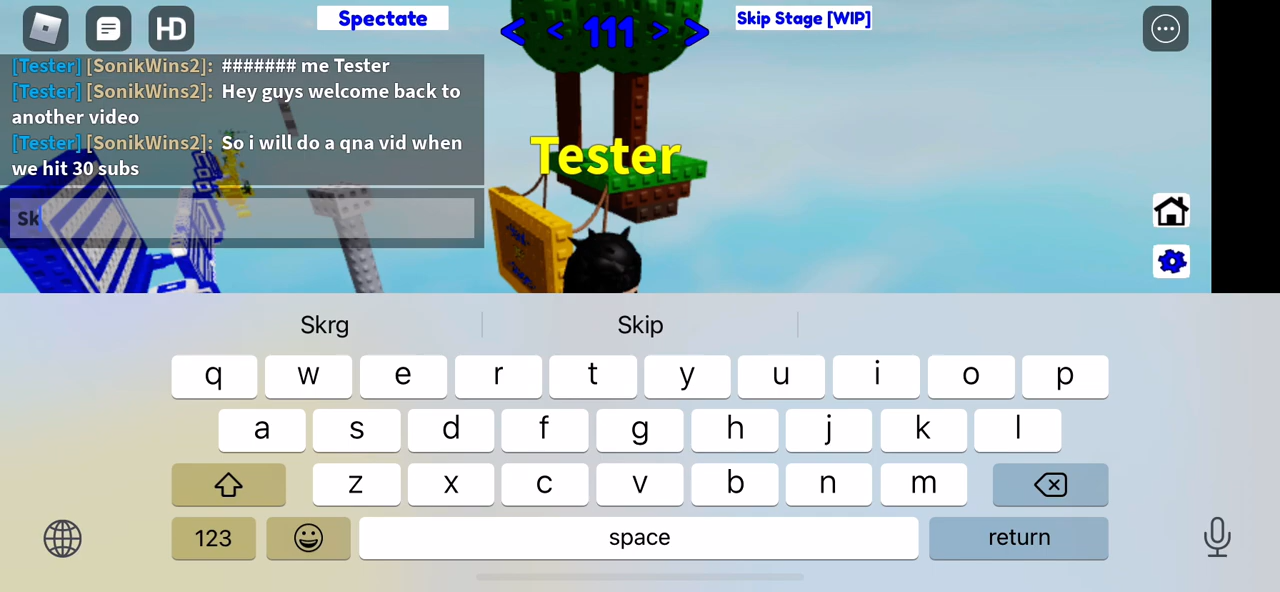 HD
Spectate
< < 111 > >
Skip Stage [WIP]
[Tester] [SonikWins2]: ####### me Tester
[Tester] [SonikWins2]: Hey guys welcome back to
another video
[Tester] [SonikWins2]: So i will do a qna vid when
we hit 30 subs
Tester
Sk
Skrg Skip
q w e r t y u i o p
a s d f g h j k l
z x c v b n m
123 space return